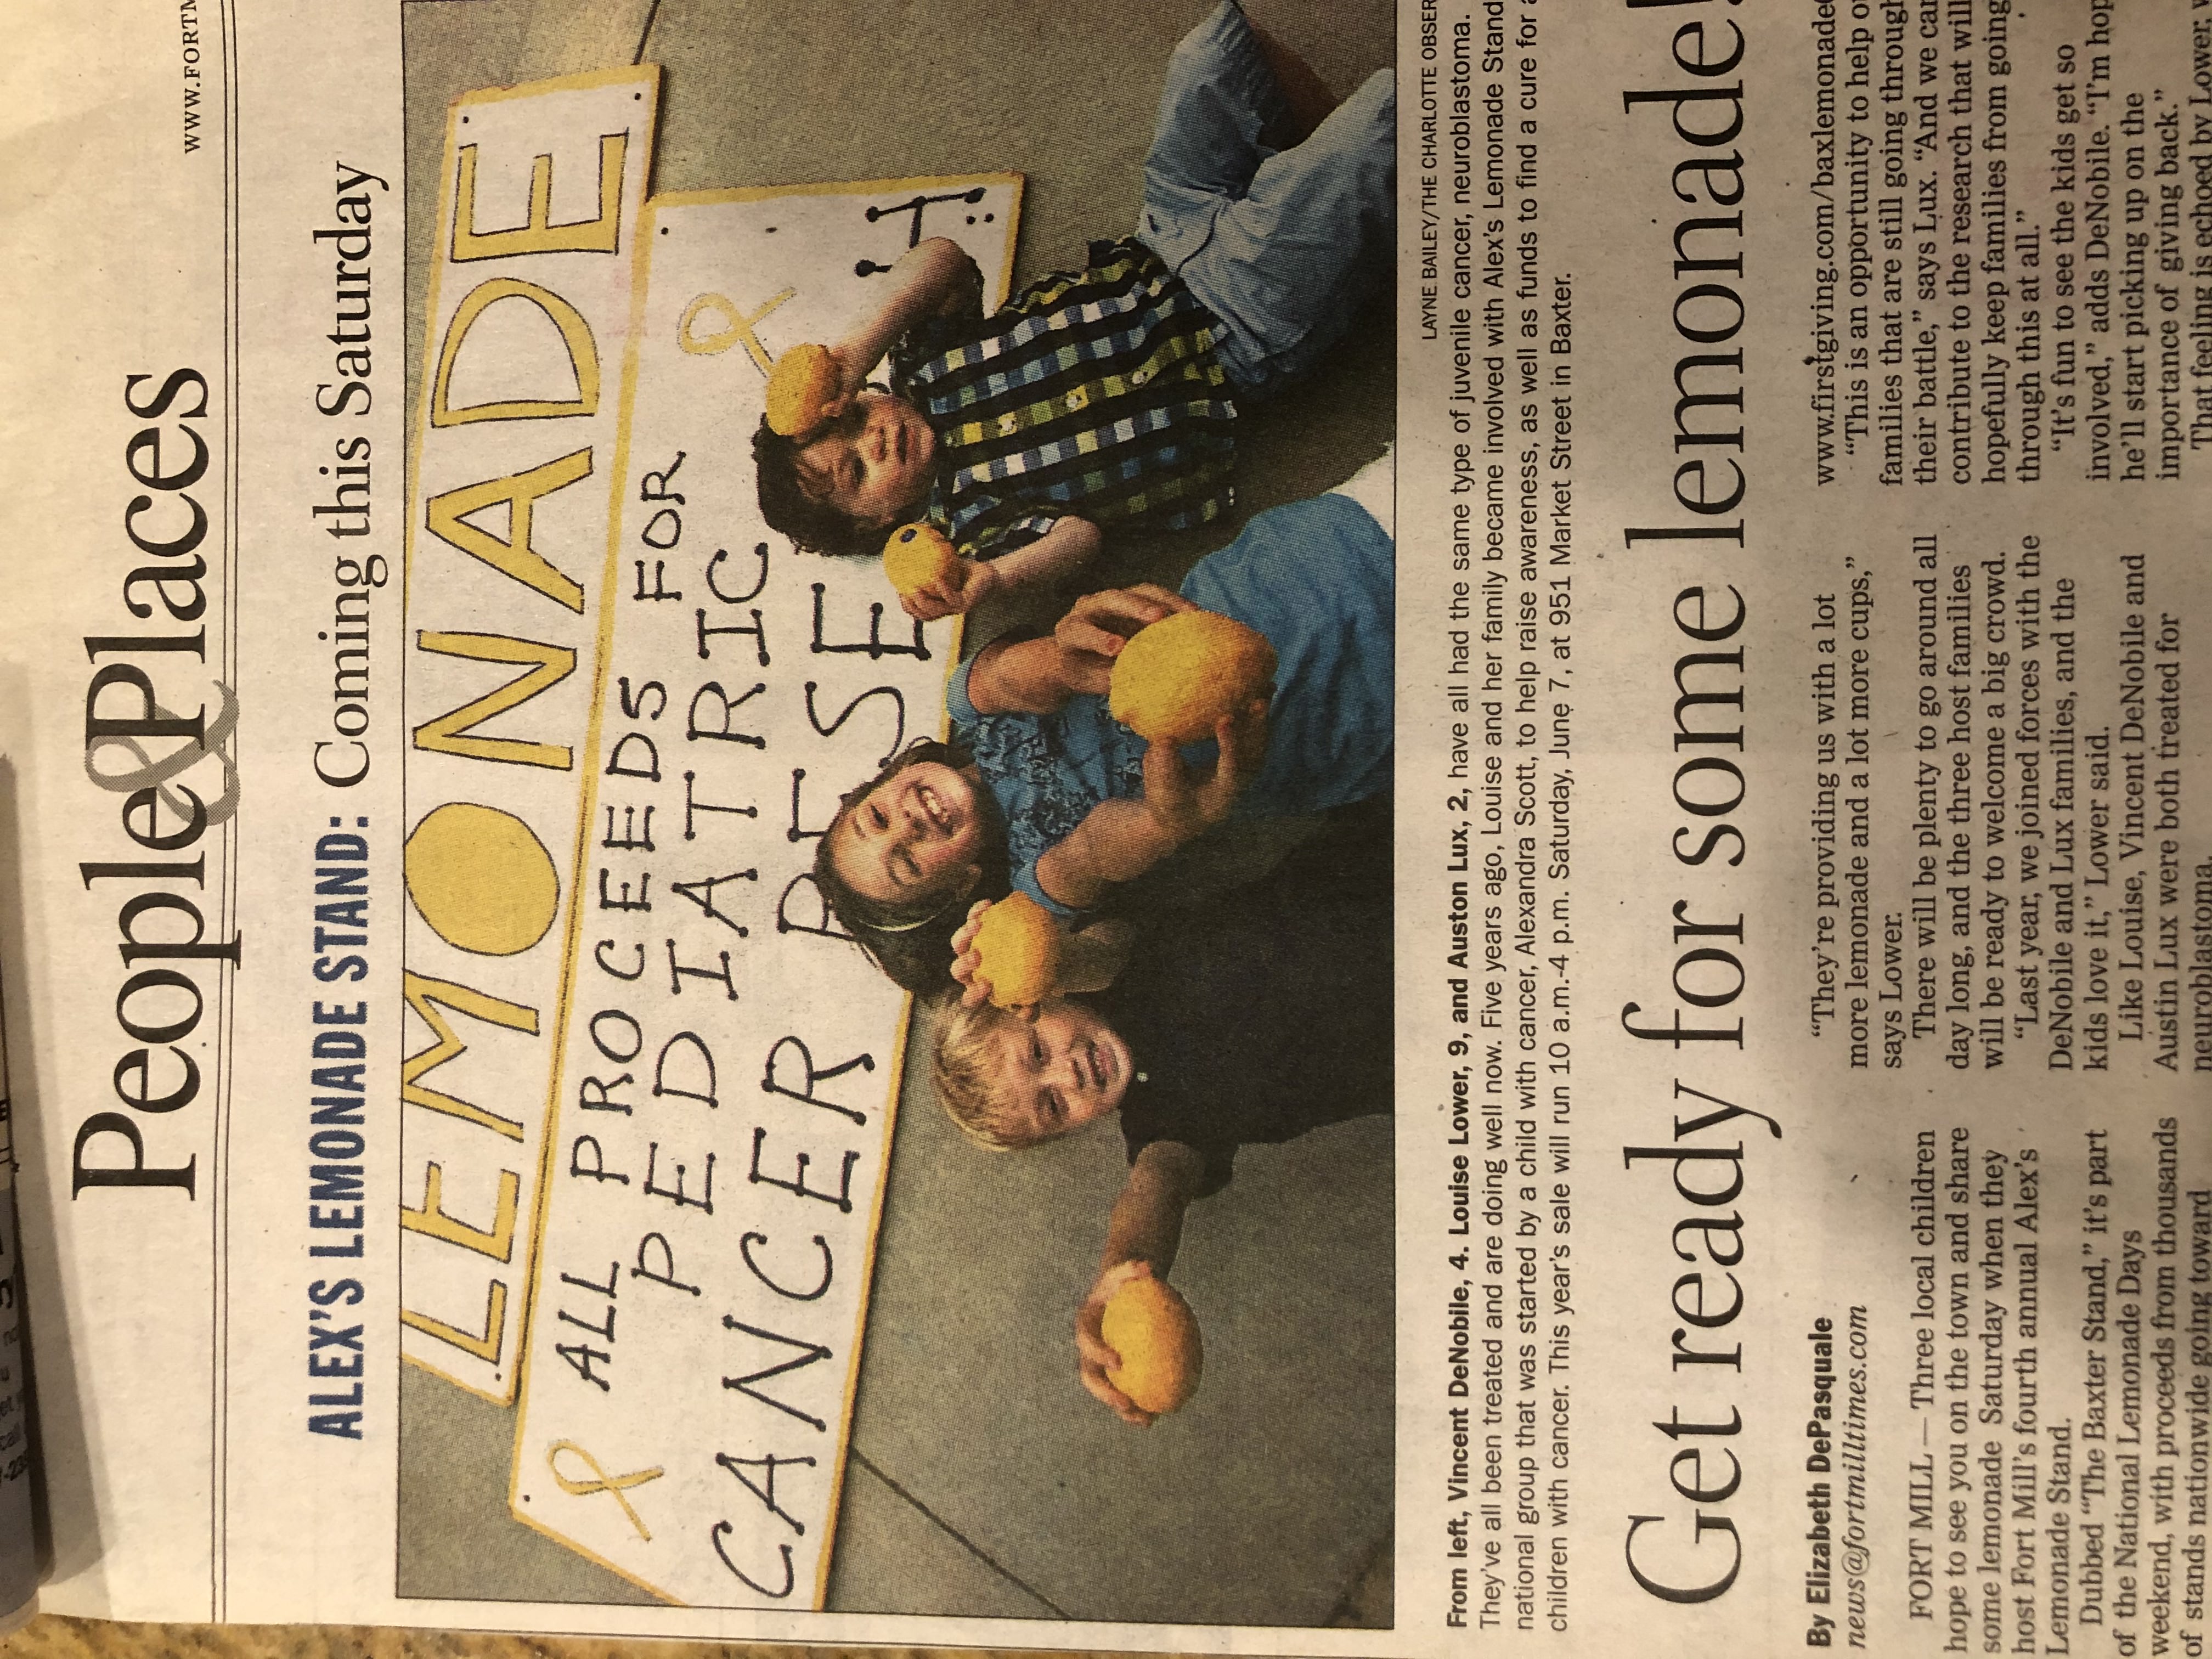 WWW.FORTM
People&Places
ALEX'S LEMONADE STAND: Coming this Saturday
LEMONADE
ALL PROCEEDS FOR
PEDIATRIC
CANCER RESE
H
LAYNE BAILEY/THE CHARLOTTE OBSER
From left, Vincent DeNobile, 4. Louise Lower, 9, and Auston Lux, 2, have all had the same type of juvenile cancer, neuroblastoma.
They've all been treated and are doing well now. Five years ago, Louise and her family became involved with Alex's Lemonade Stand
national group that was started by a child with cancer, Alexandra Scott, to help raise awareness, as well as funds to find a cure for a
children with cancer. This year's sale will run 10 a.m.-4 p.m. Saturday, June 7, at 951 Market Street in Baxter.
Get ready for some lemonade!
By Elizabeth DePasquale
news@fortmilltimes.com
FORT MILL — Three local children
hope to see you on the town and share
some lemonade Saturday when they
host Fort Mill's fourth annual Alex's
Lemonade Stand.
Dubbed "The Baxter Stand," it's part
of the National Lemonade Days
weekend, with proceeds from thousands
of stands nationwide going toward
"They're providing us with a lot
more lemonade and a lot more cups,"
says Lower.
There will be plenty to go around all
day long, and the three host families
will be ready to welcome a big crowd.
"Last year, we joined forces with the
DeNobile and Lux families, and the
kids love it," Lower said.
Like Louise, Vincent DeNobile and
Austin Lux were both treated for
neuroblastoma.
www.firstgiving.com/baxlemonade
"This is an opportunity to help o
families that are still going through
their battle," says Lux. "And we can
contribute to the research that will
hopefully keep families from going
through this at all."
"It's fun to see the kids get so
involved," adds DeNobile. "I'm hop
he'll start picking up on the
importance of giving back."
That feeling is echoed by Lower w